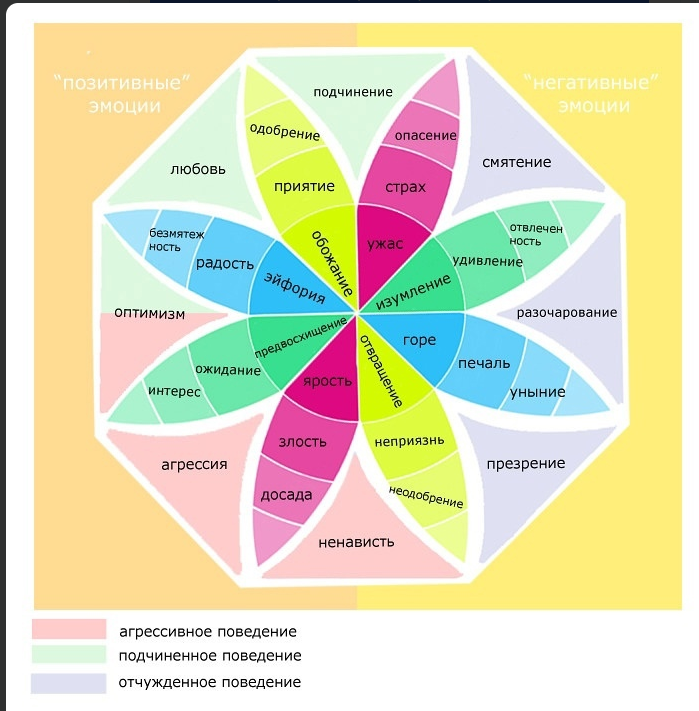 “позитивные”
эмоции
“негативные”
эмоции
подчинение
одобрение
опасение
смятение
любовь
приятие
страх
безмятеж
ность
радость
обожание
ужас
удивление
отвлечен
ность
эйфория
изумление
оптимизм
разочарование
предвосхищение
горе
ожидание
интерес
ярость
отвращение
печаль
уныние
агрессия
злость
неприязнь
презрение
досада
неодобрение
ненависть
агрессивное поведение
подчиненное поведение
отчужденное поведение